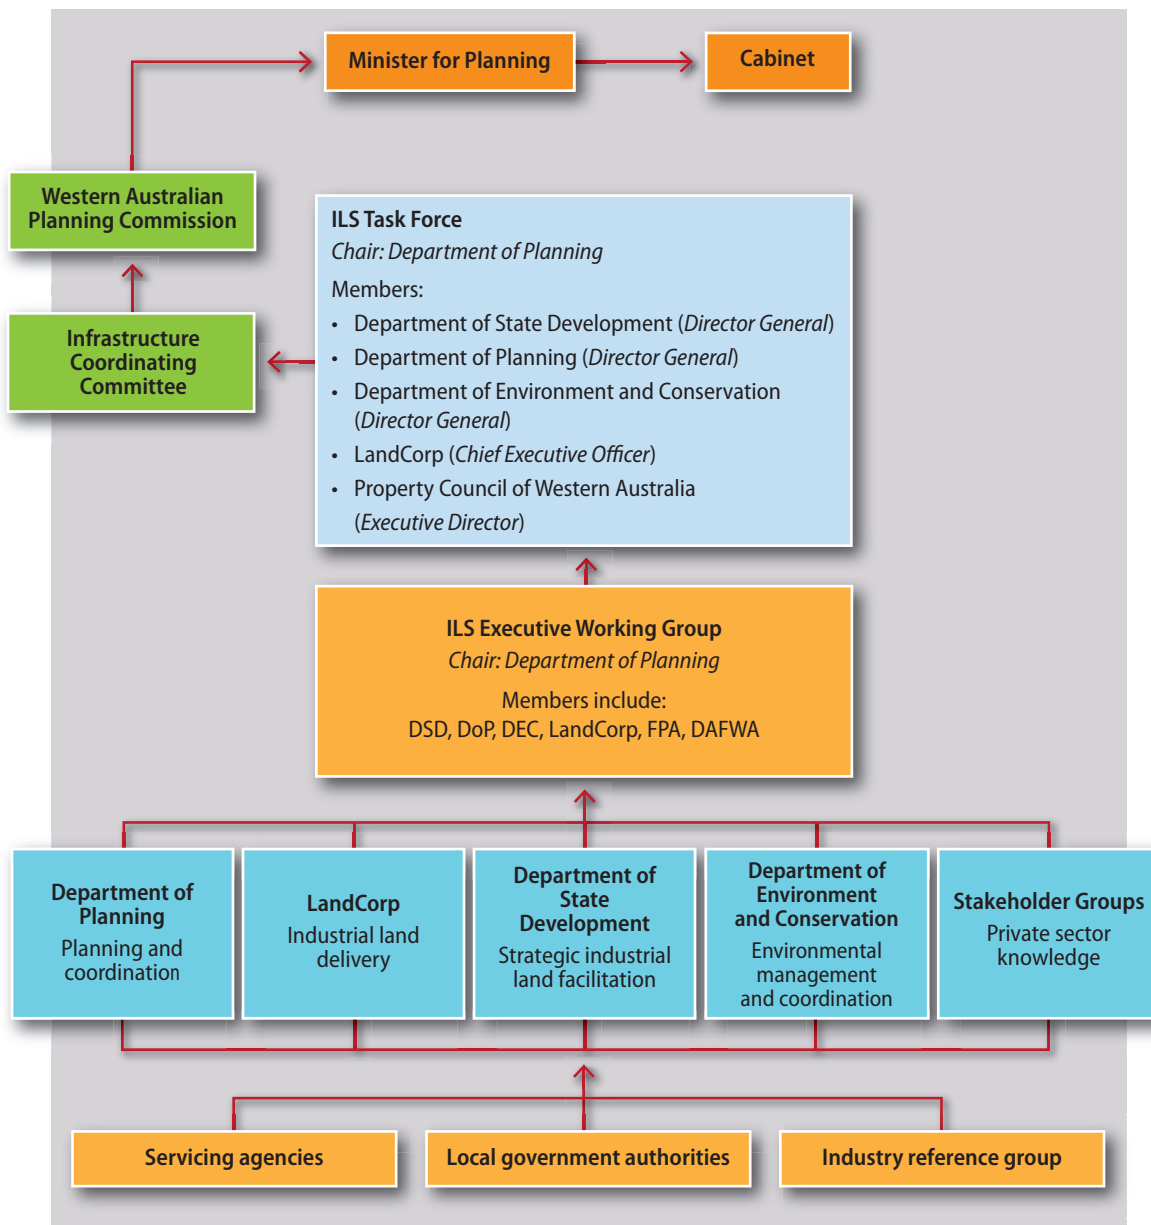 Minister for Planning
Cabinet
Western Australian
Planning Commission
Infrastructure
Coordinating
Committee
ILS Task Force
Chair: Department of Planning
Members:
• Department of State Development (Director General)
• Department of Planning (Director General)
• Department of Environment and Conservation
(Director General)
• LandCorp (Chief Executive Officer)
• Property Council of Western Australia
(Executive Director)
ILS Executive Working Group
Chair: Department of Planning
Members include:
DSD, DoP, DEC, LandCorp, FPA, DAFWA
Department of
Planning
Planning and
coordination
LandCorp
Industrial land
delivery
Department of
State
Development
Strategic industrial
land facilitation
Department of
Environment
and Conservation
Environmental
management
and coordination
Stakeholder Groups
Private sector
knowledge
Servicing agencies
Local government authorities
Industry reference group